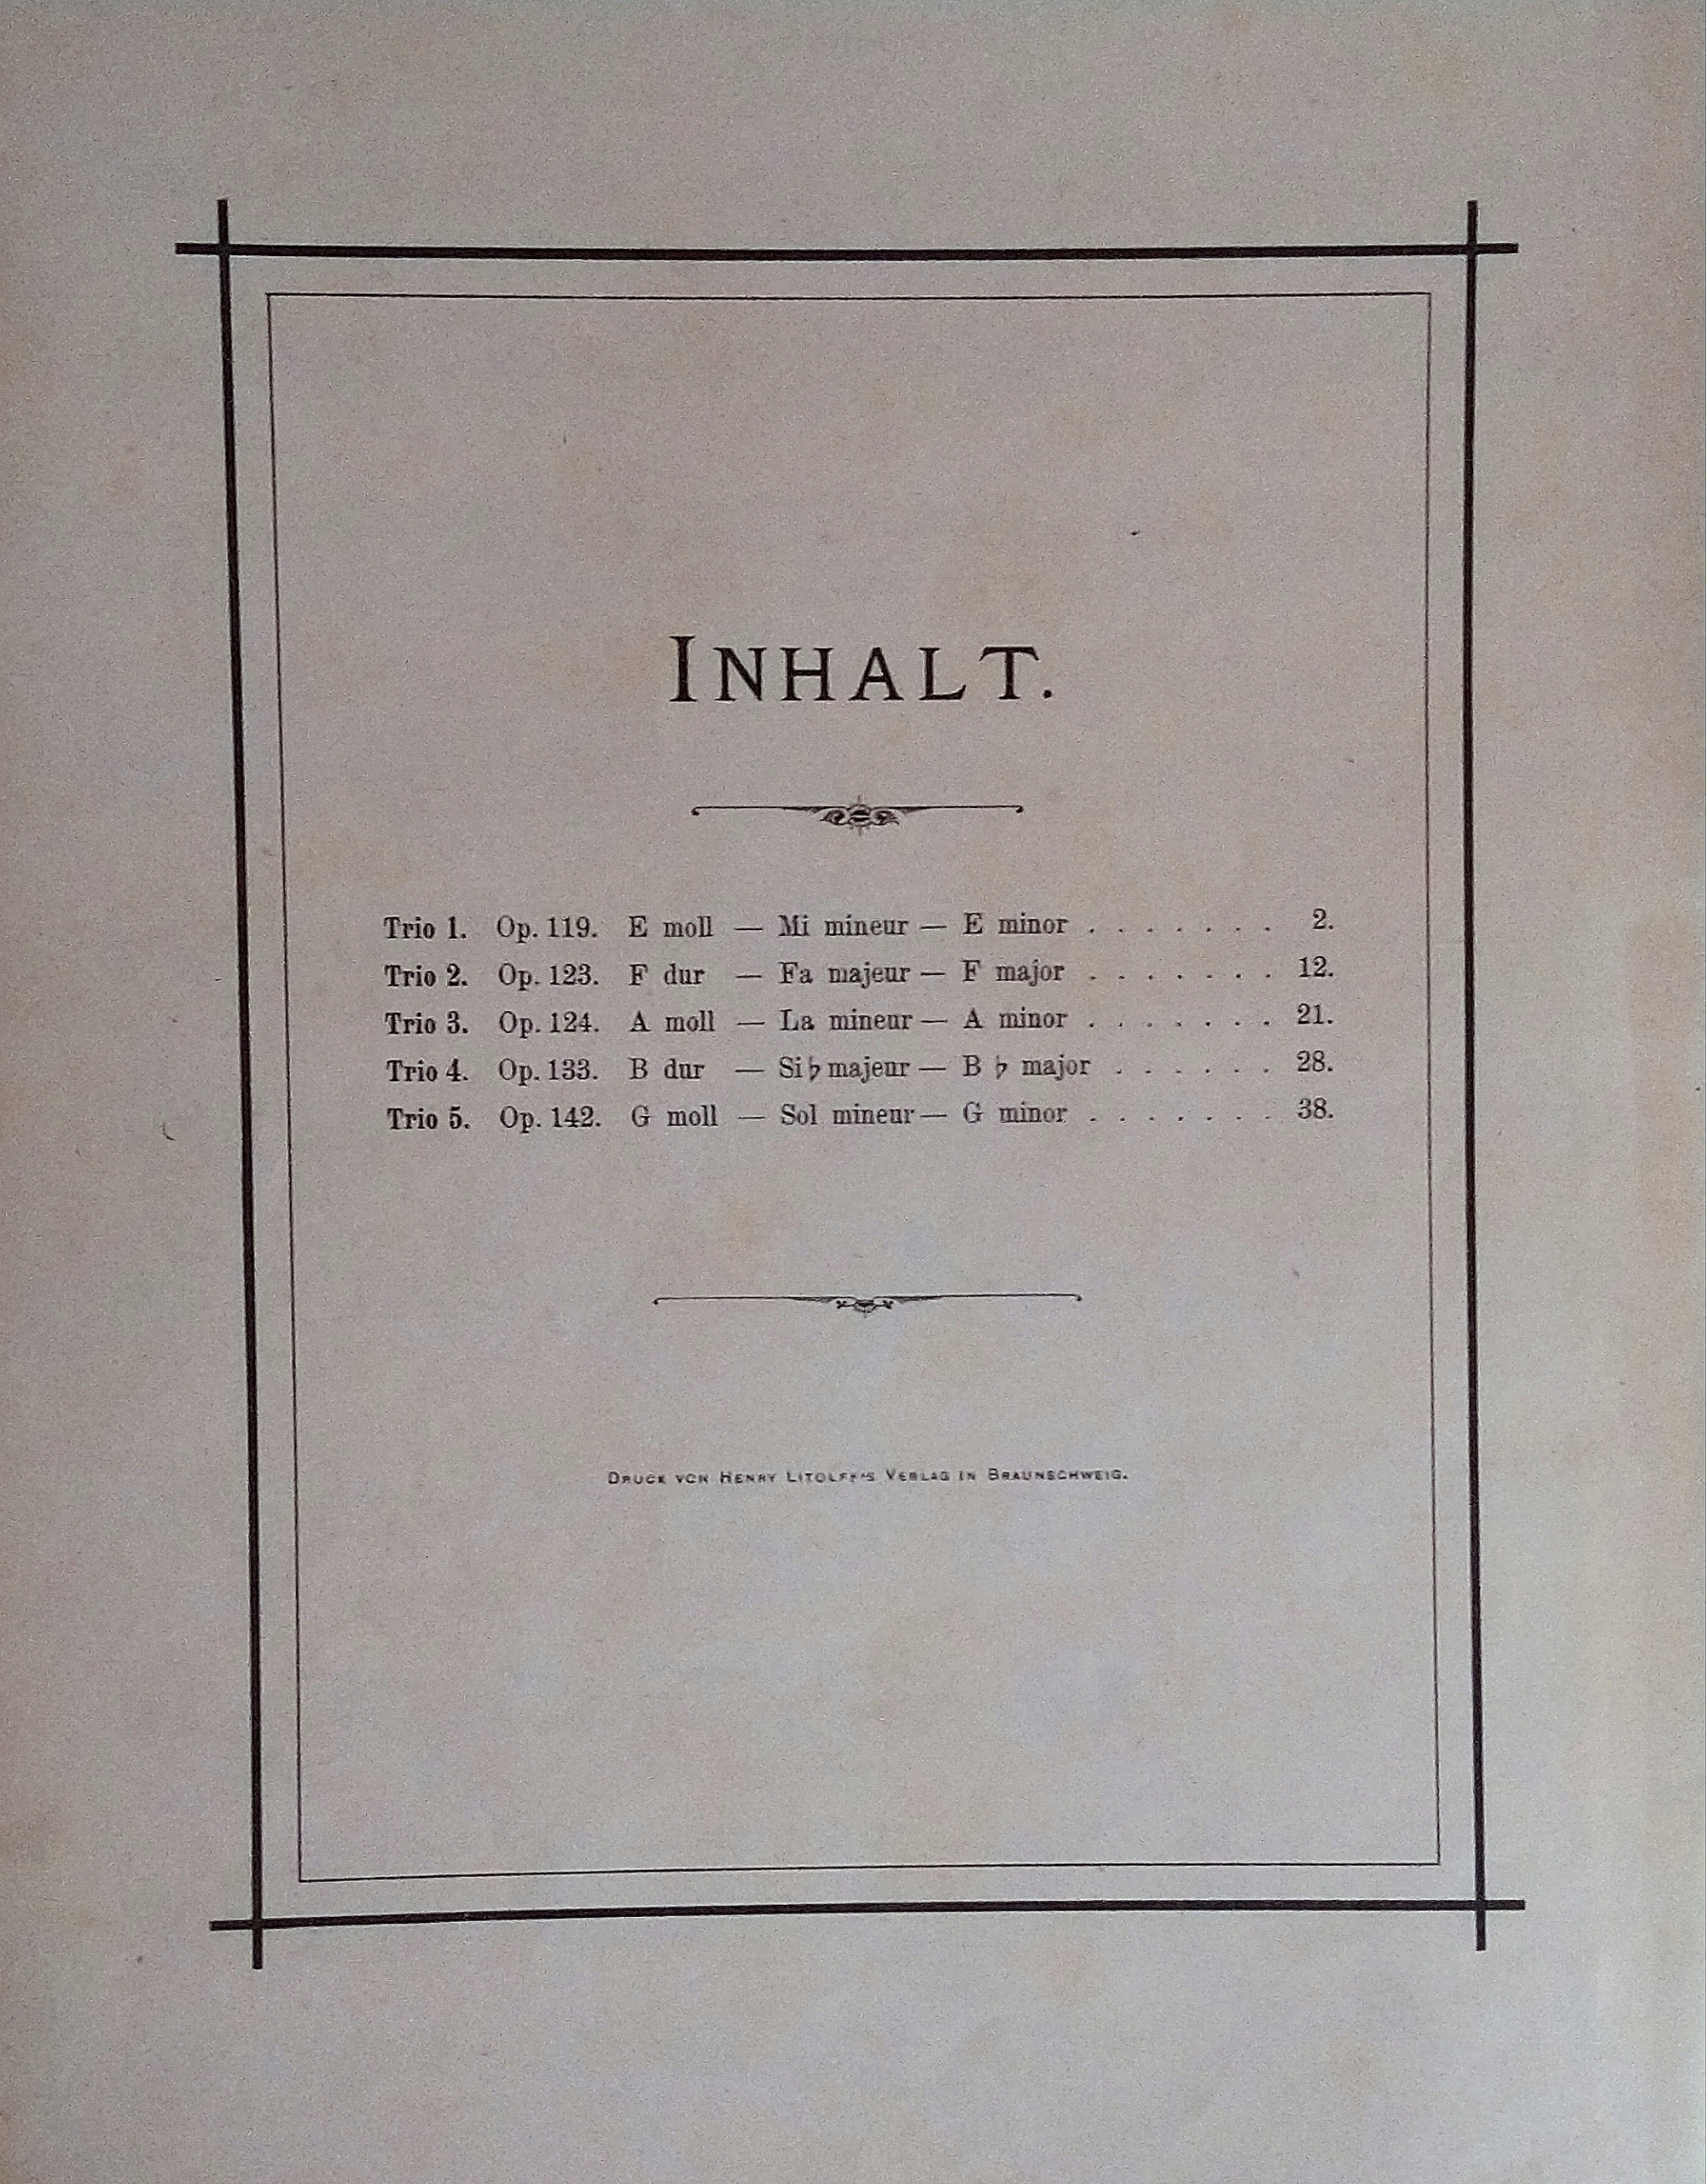 INHALT.
Trio 1. Op. 119. E moll — Mi mineur — E minor . . . . . . . 2.
Trio 2. Op. 123. F dur — Fa majeur — F major . . . . . . . 12.
Trio 3. Op. 124. A moll — La mineur — A minor . . . . . . . 21.
Trio 4. Op. 133. B dur — Si♭majeur — B ♭ major . . . . . . 28.
Trio 5. Op. 142. G moll — Sol mineur — G minor . . . . . . . 38.
DRUCK VON HENRY LITOLFF'S VERLAG IN BRAUNSCHWEIG.